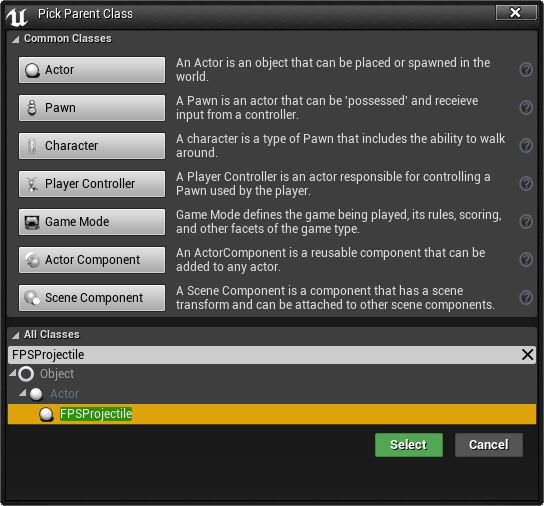 Pick Parent Class
Common Classes
Actor
An Actor is an object that can be placed or spawned in the
world.
Pawn
A Pawn is an actor that can be 'possessed' and receieve
input from a controller.
Character
A character is a type of Pawn that includes the ability to walk
around.
Player Controller
A Player Controller is an actor responsible for controlling a
Pawn used by the player.
Game Mode
Game Mode defines the game being played, its rules, scoring,
and other facets of the game type.
Actor Component
An ActorComponent is a reusable component that can be
added to any actor.
Scene Component
A Scene Component is a component that has a scene
transform and can be attached to other scene components.
All Classes
FPSProjectile
Object
Actor
FPSProjectile
Select
Cancel